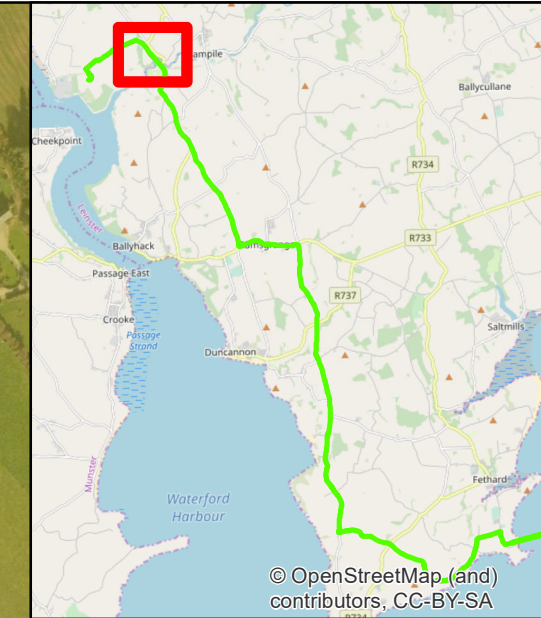 Ballycullane
Cheekpoint
R734
Leinster
R733
Ballyhack
Passage East
R737
Crooke
Saltmills
Passage
Strand
Duncannon
Munster
Fethard
Waterford
Harbour
© OpenStreetMap (and)
contributors, CC-BY-SA
R734